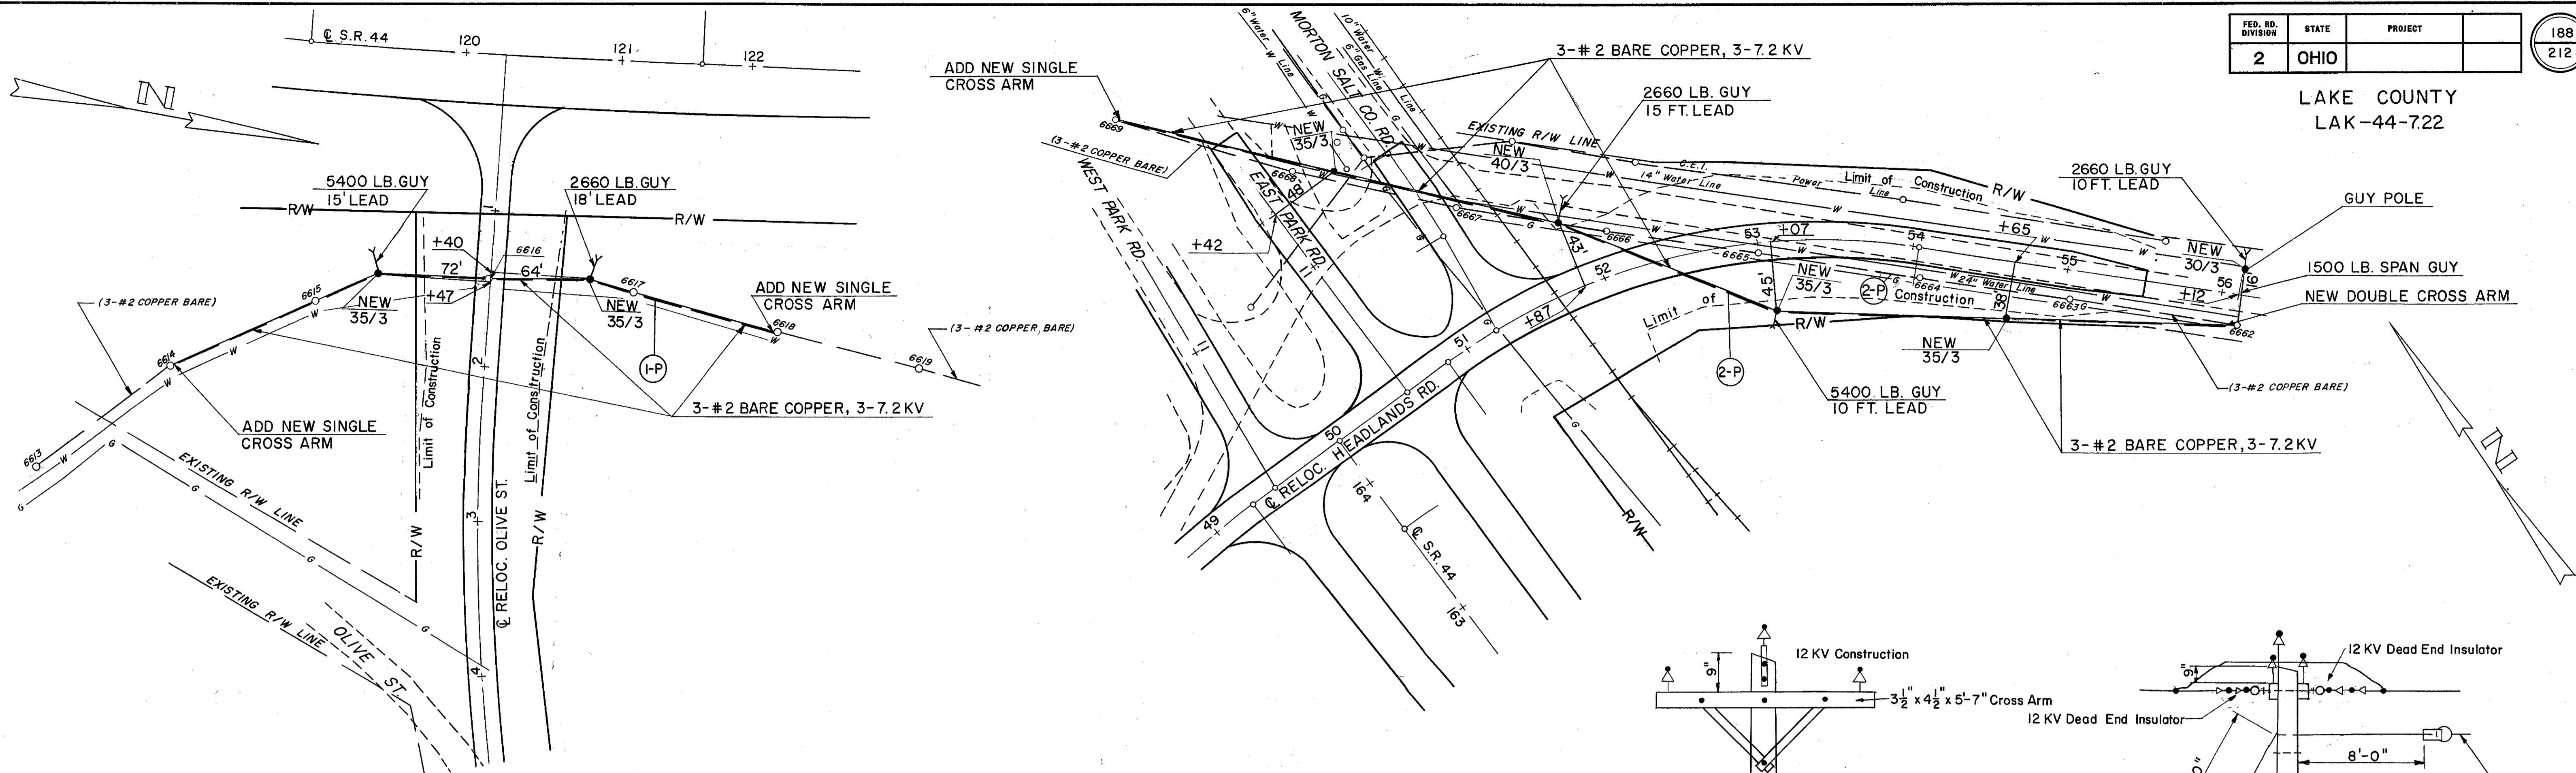 FED. RD. DIVISION
STATE
PROJECT
2
OHIO
188
212
LAKE COUNTY
LAK-44-7.22
℄ S.R. 44
120
121
122
N
5400 LB. GUY
15' LEAD
2660 LB. GUY
18' LEAD
R/W
R/W
+40
6616
72'
64'
+47
1
6615
6617
NEW
35/3
NEW
35/3
ADD NEW SINGLE
CROSS ARM
6618
(3-#2 COPPER BARE)
(3-#2 COPPER, BARE)
6619
6614
6613
1-P
2
3
4
3-#2 BARE COPPER, 3-7.2 KV
ADD NEW SINGLE
CROSS ARM
Limit of Construction
Limit of Construction
EXISTING R/W LINE
EXISTING R/W LINE
OLIVE ST.
R/W
R/W
℄ RELOC. OLIVE ST.
W
G
ADD NEW SINGLE
CROSS ARM
6669
(3-#2 COPPER BARE)
6" Water Line
MORTON SALT CO. RD.
10" Water Line
6" Gas Line
3-#2 BARE COPPER, 3-7.2 KV
2660 LB. GUY
15 FT. LEAD
EXISTING R/W LINE
NEW
35/3
NEW
40/3
6668
48'
6667
6666
6665
6664
6663
6662
WEST PARK RD.
EAST PARK RD.
11
11
+42
C.E.I. Power Line
14" Water Line
Limit of Construction
R/W
2660 LB. GUY
10 FT. LEAD
GUY POLE
NEW
30/3
1500 LB. SPAN GUY
NEW DOUBLE CROSS ARM
16'
43'
53
+07
54
+65
55
+12
56
52
45'
NEW
35/3
2-P
24" Water Line
38'
Limit of Construction
R/W
+87
51
NEW
35/3
2-P
5400 LB. GUY
10 FT. LEAD
(3-#2 COPPER BARE)
3-#2 BARE COPPER, 3-7.2 KV
50
49
℄ RELOC. HEADLANDS RD.
164
℄ S.R. 44
163
R/W
N
12 KV Construction
9"
3½" x 4½" x 5'-7" Cross Arm
12 KV Dead End Insulator
9"
12 KV Dead End Insulator
8'-0"